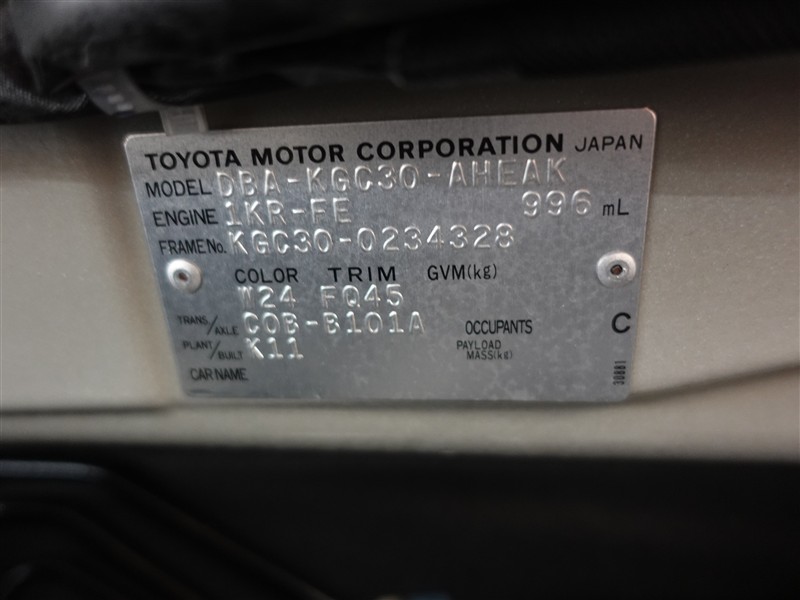 TOYOTA MOTOR CORPORATION JAPAN
MODEL DBA-KGC30-AHEAK
ENGINE 1KR-FE 996 mL
FRAME No. KGC30-0234328
COLOR TRIM GVM(kg)
W24 FQ45
TRANS/AXLE C0B-B101A OCCUPANTS C
PLANT/BUILT K11 PAYLOAD MASS(kg)
CAR NAME
30881